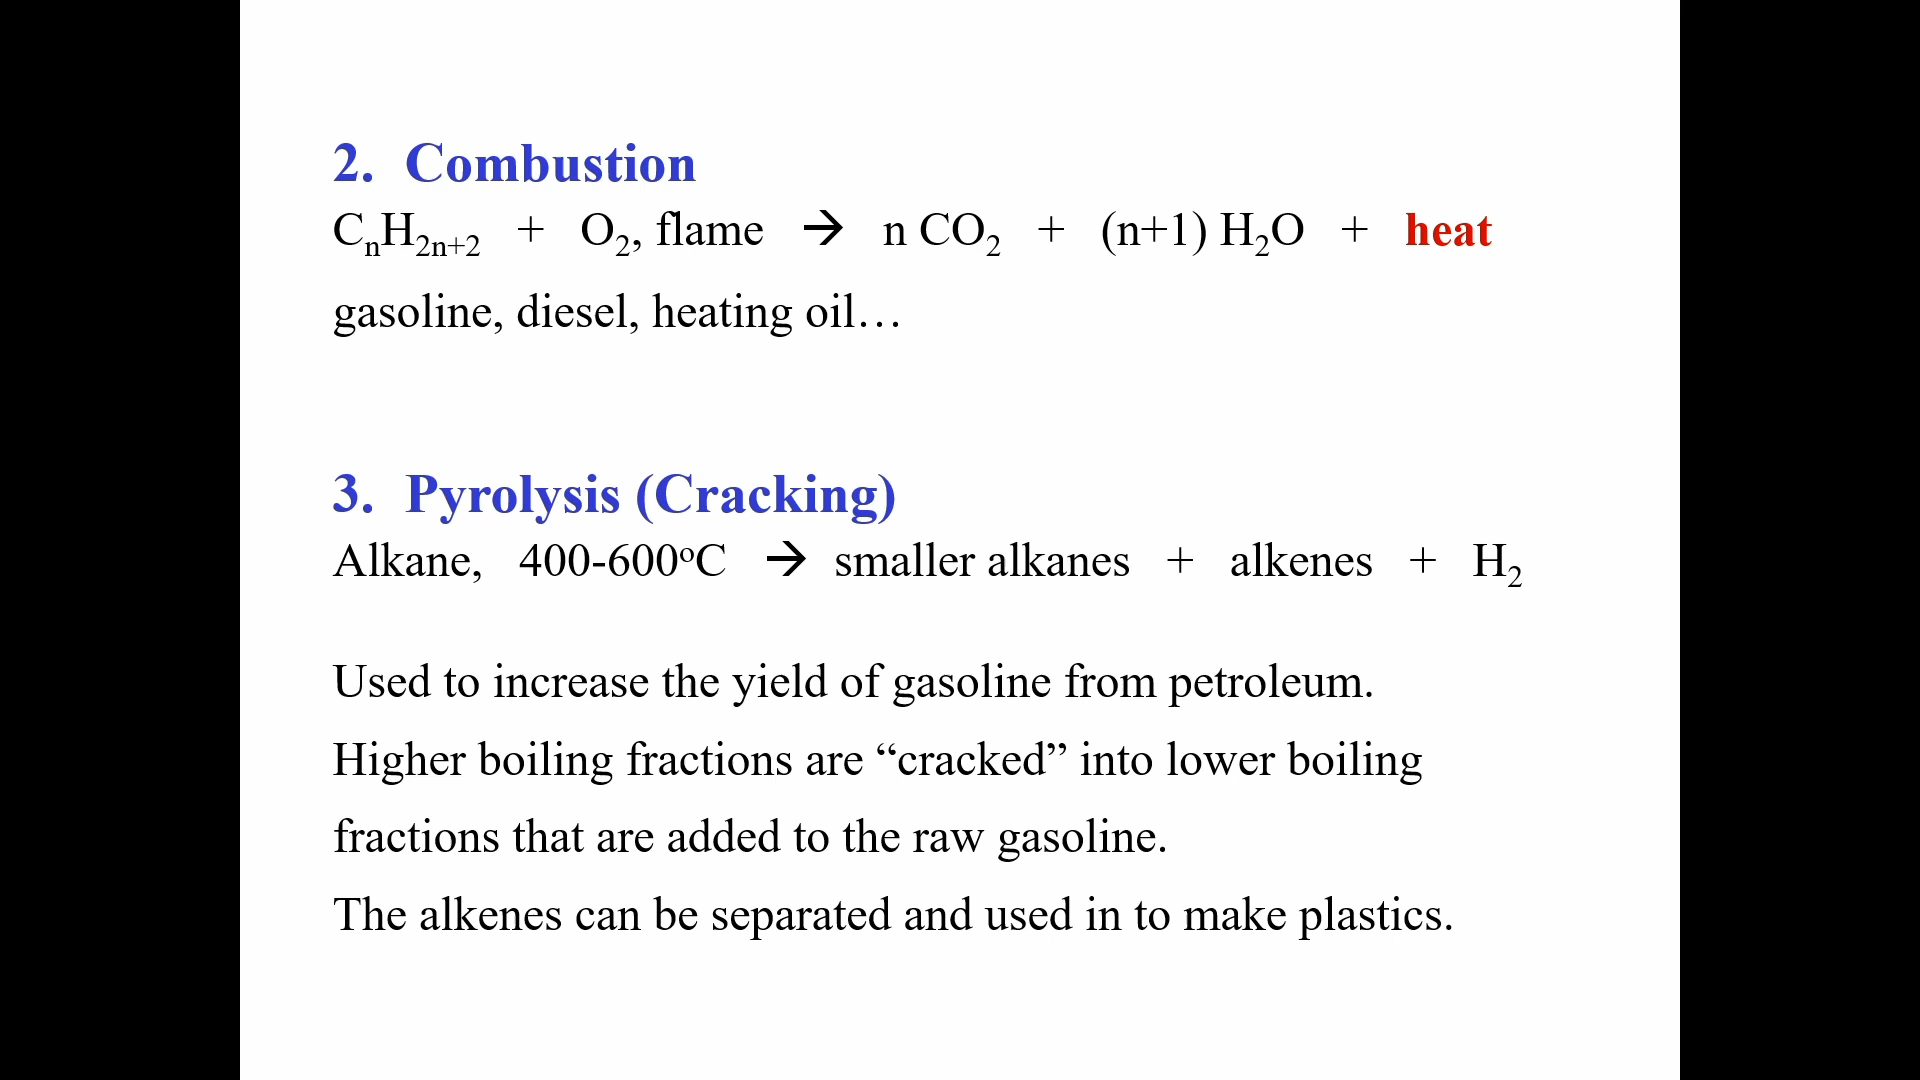 2. Combustion
CₙH₂ₙ₊₂ + O₂, flame → n CO₂ + (n+1) H₂O + heat
gasoline, diesel, heating oil…
3. Pyrolysis (Cracking)
Alkane, 400-600ᵒC → smaller alkanes + alkenes + H₂
Used to increase the yield of gasoline from petroleum.
Higher boiling fractions are “cracked” into lower boiling
fractions that are added to the raw gasoline.
The alkenes can be separated and used in to make plastics.